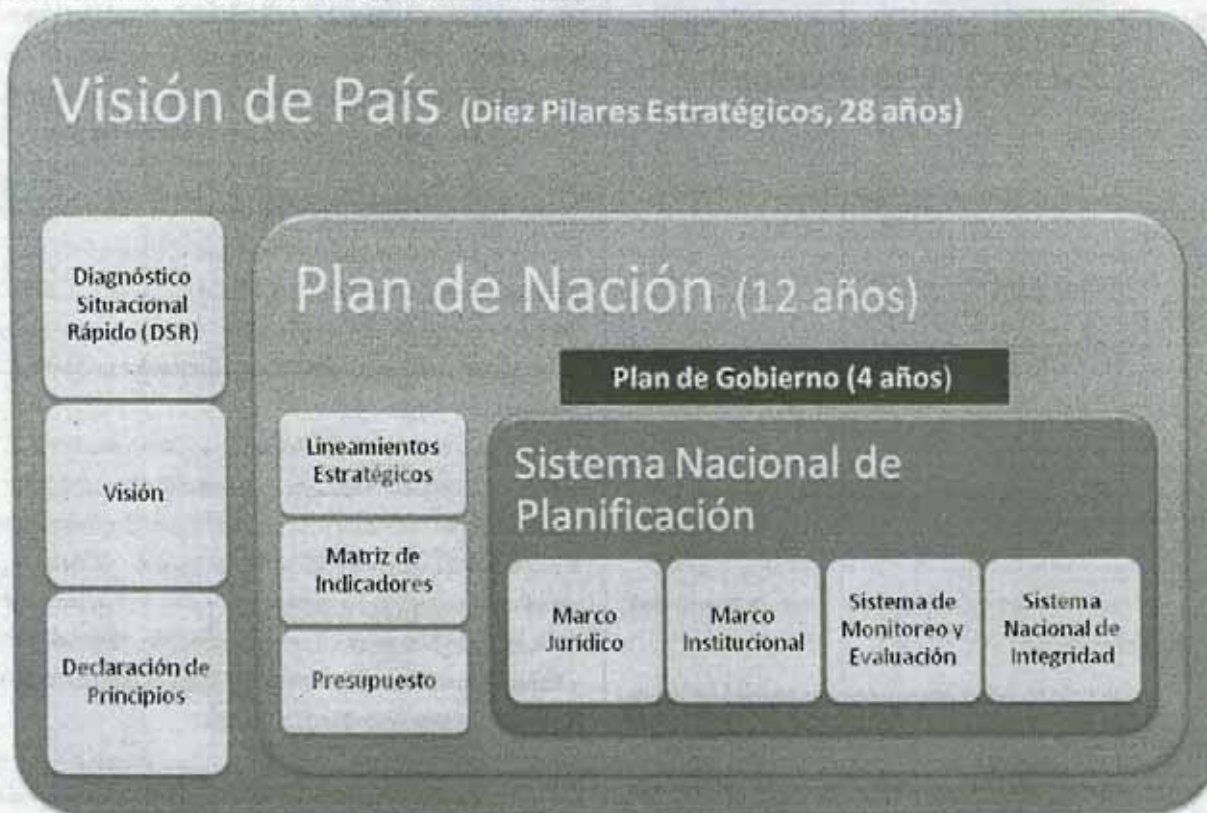 Visión de País (Diez Pilares Estratégicos, 28 años)
Diagnóstico
Situacional
Rápido (DSR)
Visión
Declaración de
Principios
Plan de Nación (12 años)
Plan de Gobierno (4 años)
Lineamientos
Estratégicos
Matriz de
Indicadores
Presupuesto
Sistema Nacional de
Planificación
Marco
Jurídico
Marco
Institucional
Sistema de
Monitoreo y
Evaluación
Sistema
Nacional de
Integridad